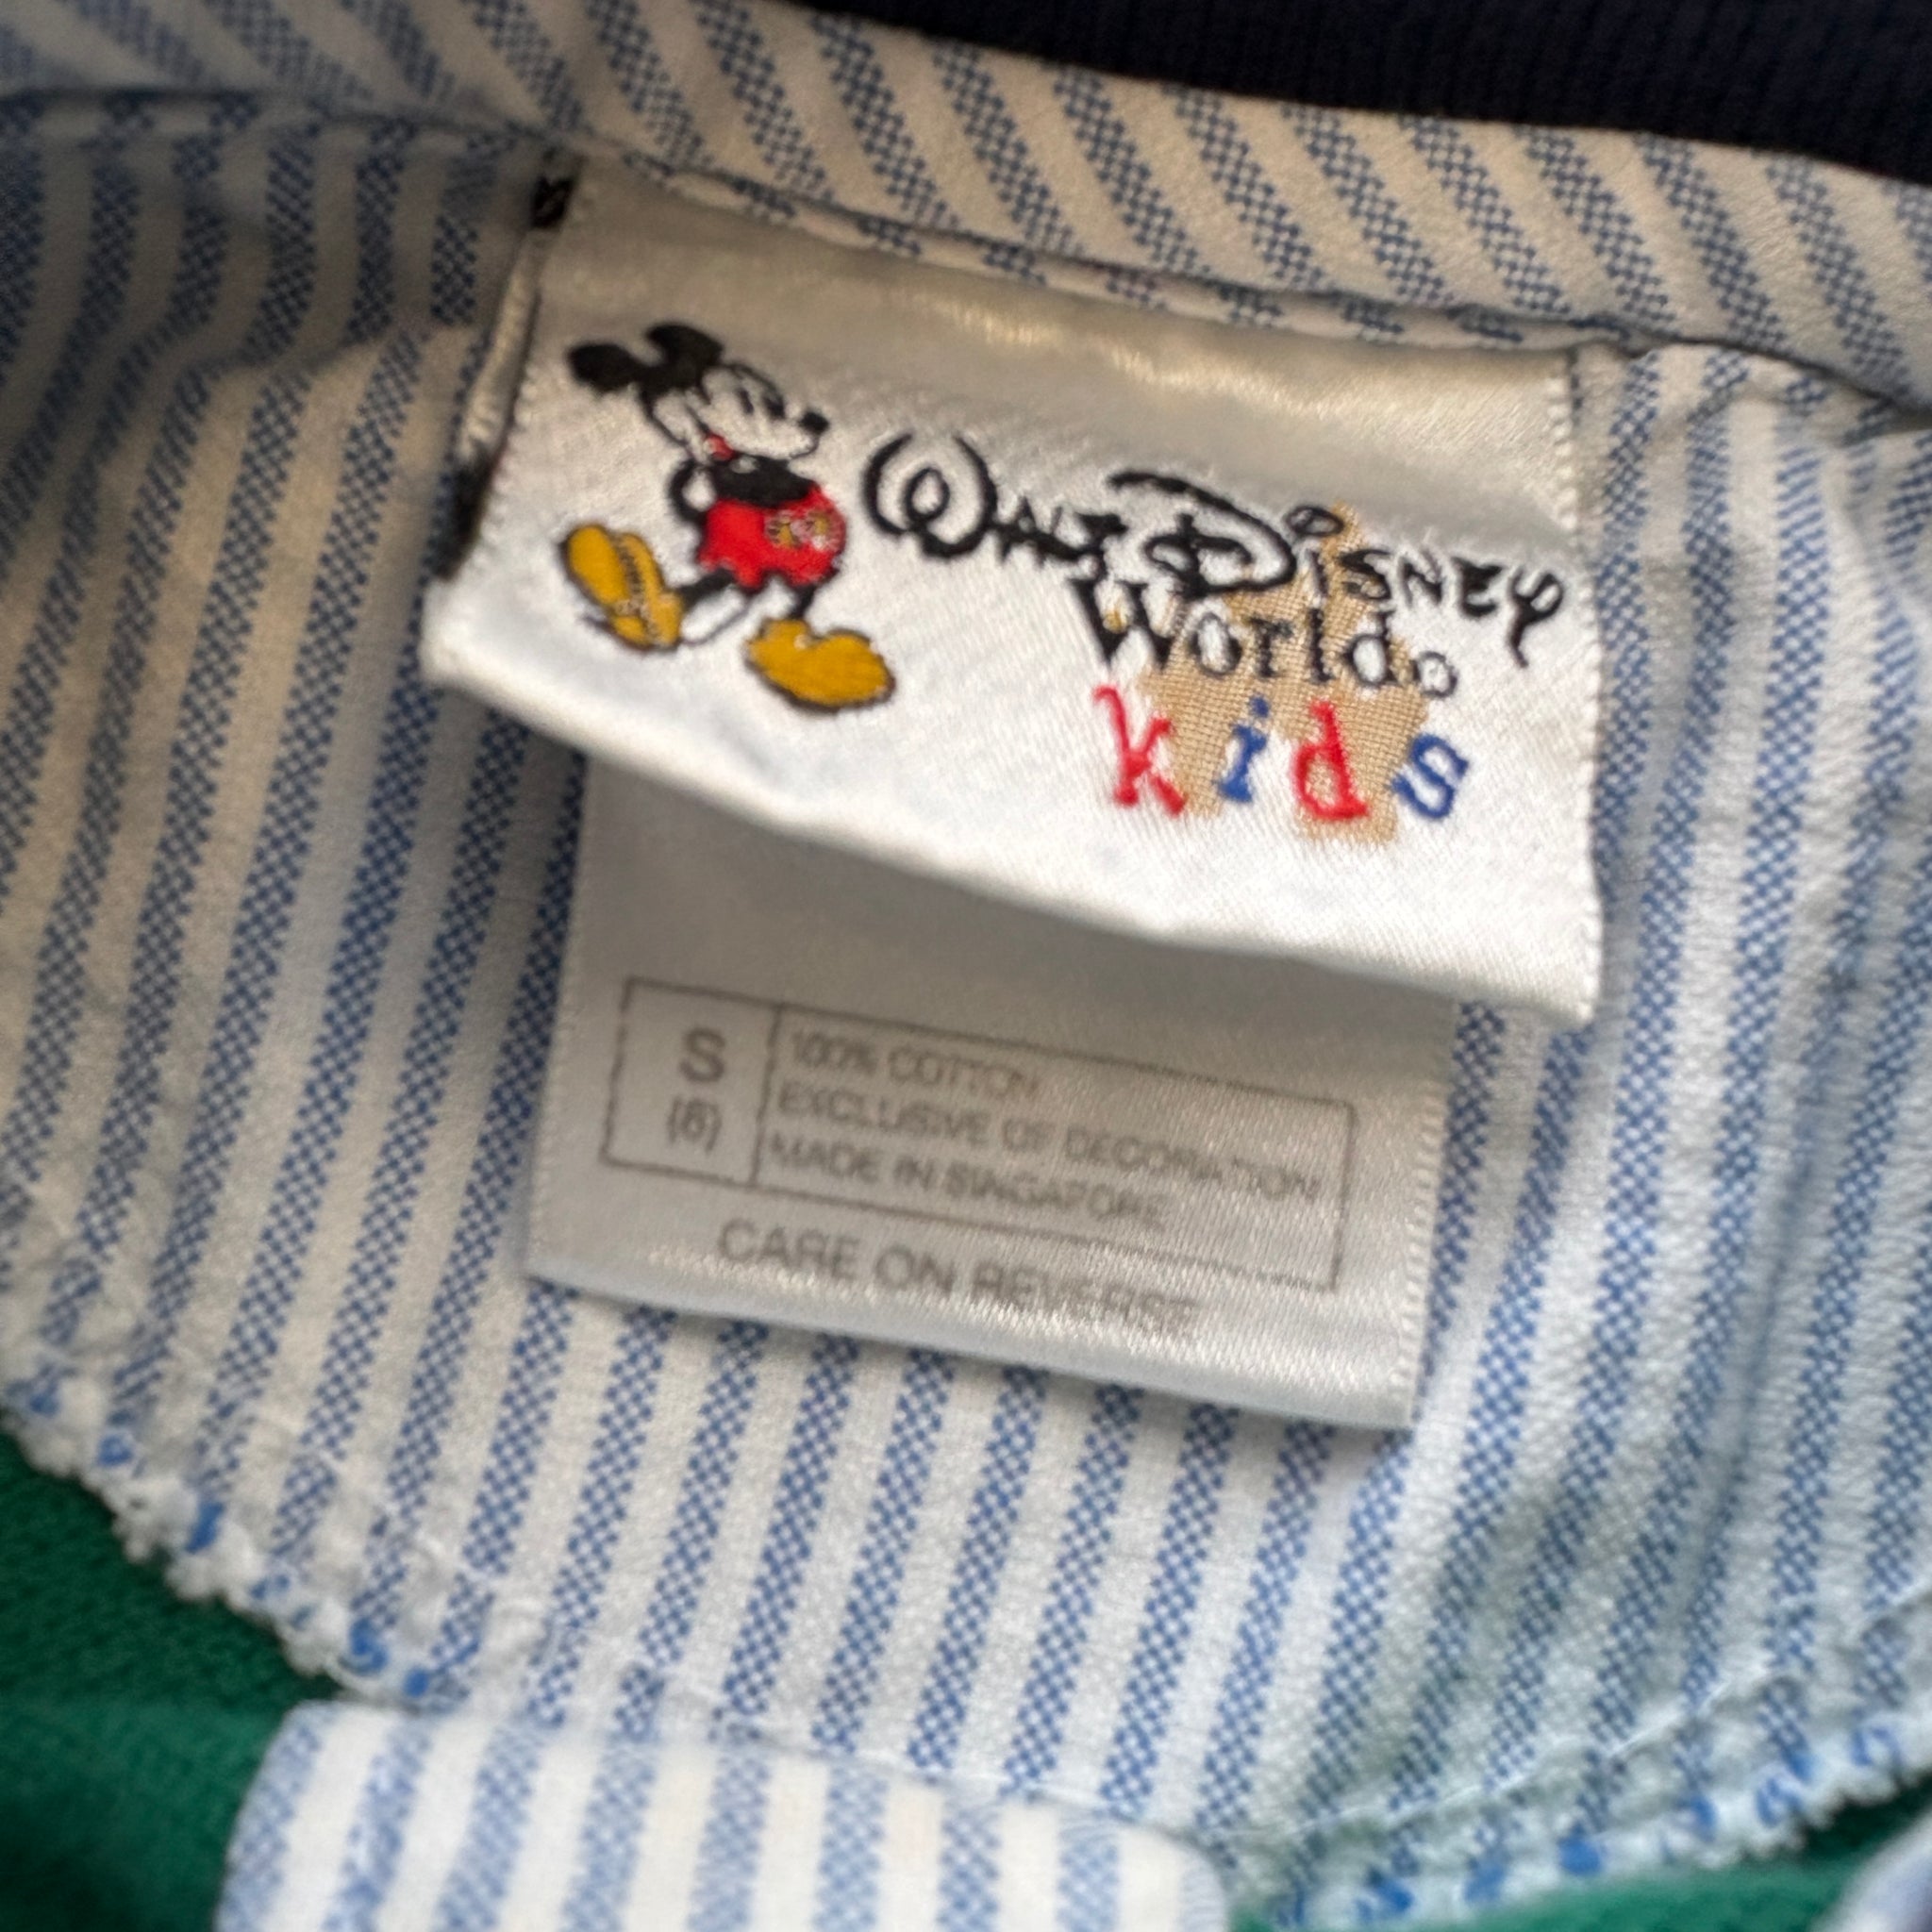 Walt Disney
World
kids
S
(6)
100% COTTON
EXCLUSIVE OF DECORATION
MADE IN SINGAPORE
CARE ON REVERSE